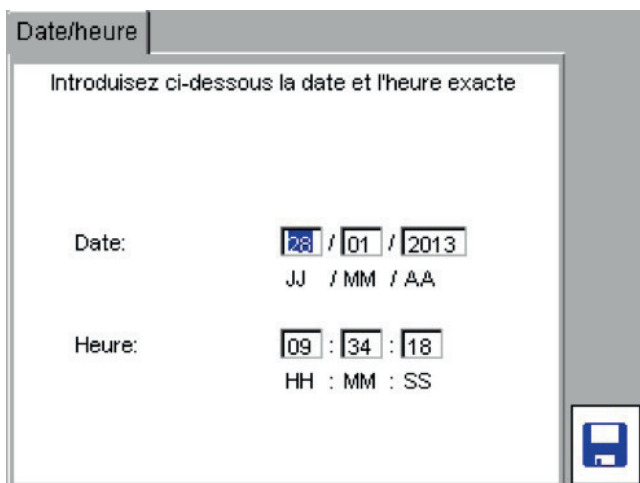 Date/heure
Introduisez ci-dessous la date et l'heure exacte
Date: 28 / 01 / 2013
JJ / MM / AA
Heure: 09 : 34 : 18
HH : MM : SS